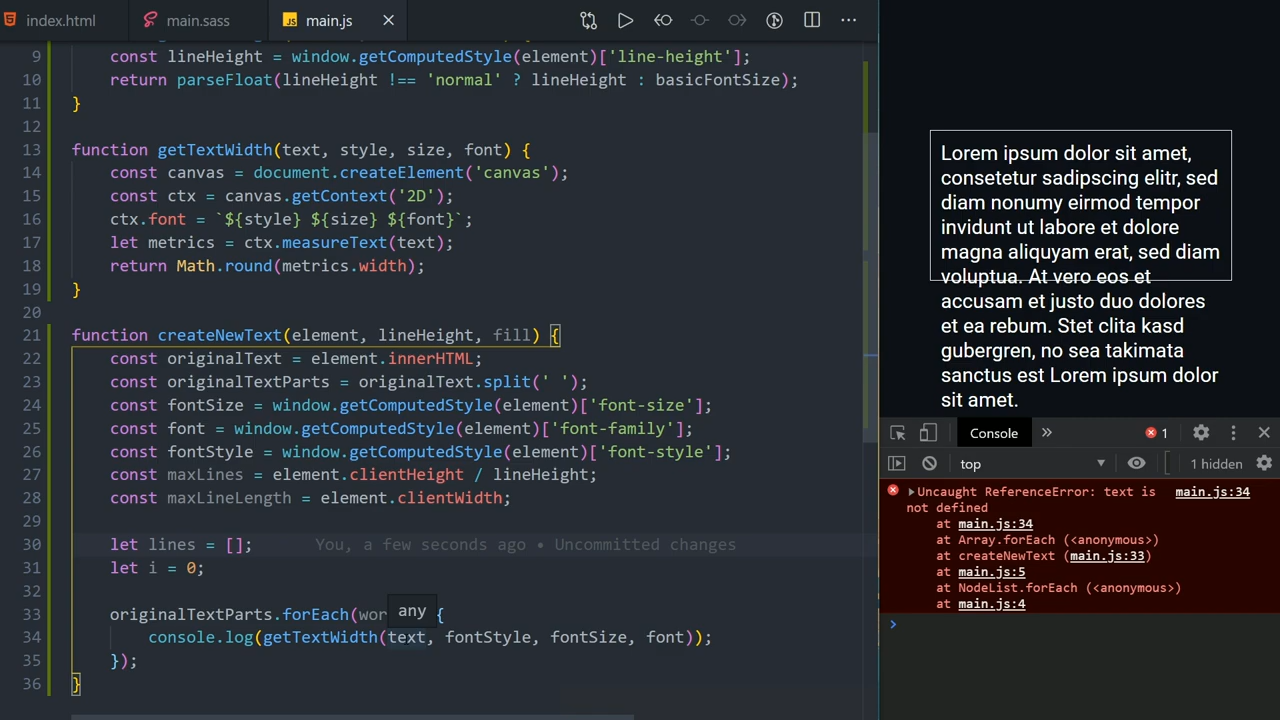 index.html
main.sass
JS main.js
9 const lineHeight = window.getComputedStyle(element)['line-height'];
10 return parseFloat(lineHeight !== 'normal' ? lineHeight : basicFontSize);
11 }
12
13 function getTextWidth(text, style, size, font) {
14 const canvas = document.createElement('canvas');
15 const ctx = canvas.getContext('2D');
16 ctx.font = `${style} ${size} ${font}`;
17 let metrics = ctx.measureText(text);
18 return Math.round(metrics.width);
19 }
20
21 function createNewText(element, lineHeight, fill) {
22 const originalText = element.innerHTML;
23 const originalTextParts = originalText.split(' ');
24 const fontSize = window.getComputedStyle(element)['font-size'];
25 const font = window.getComputedStyle(element)['font-family'];
26 const fontStyle = window.getComputedStyle(element)['font-style'];
27 const maxLines = element.clientHeight / lineHeight;
28 const maxLineLength = element.clientWidth;
29
30 let lines = []; You, a few seconds ago • Uncommitted changes
31 let i = 0;
32
any
33 originalTextParts.forEach(wor {
34 console.log(getTextWidth(text, fontStyle, fontSize, font));
35 });
36 }
Lorem ipsum dolor sit amet,
consetetur sadipscing elitr, sed
diam nonumy eirmod tempor
invidunt ut labore et dolore
magna aliquyam erat, sed diam
voluptua. At vero eos et
accusam et justo duo dolores
et ea rebum. Stet clita kasd
gubergren, no sea takimata
sanctus est Lorem ipsum dolor
sit amet.
Console » 1
top 1 hidden
Uncaught ReferenceError: text is main.js:34
not defined
at main.js:34
at Array.forEach (<anonymous>)
at createNewText (main.js:33)
at main.js:5
at NodeList.forEach (<anonymous>)
at main.js:4